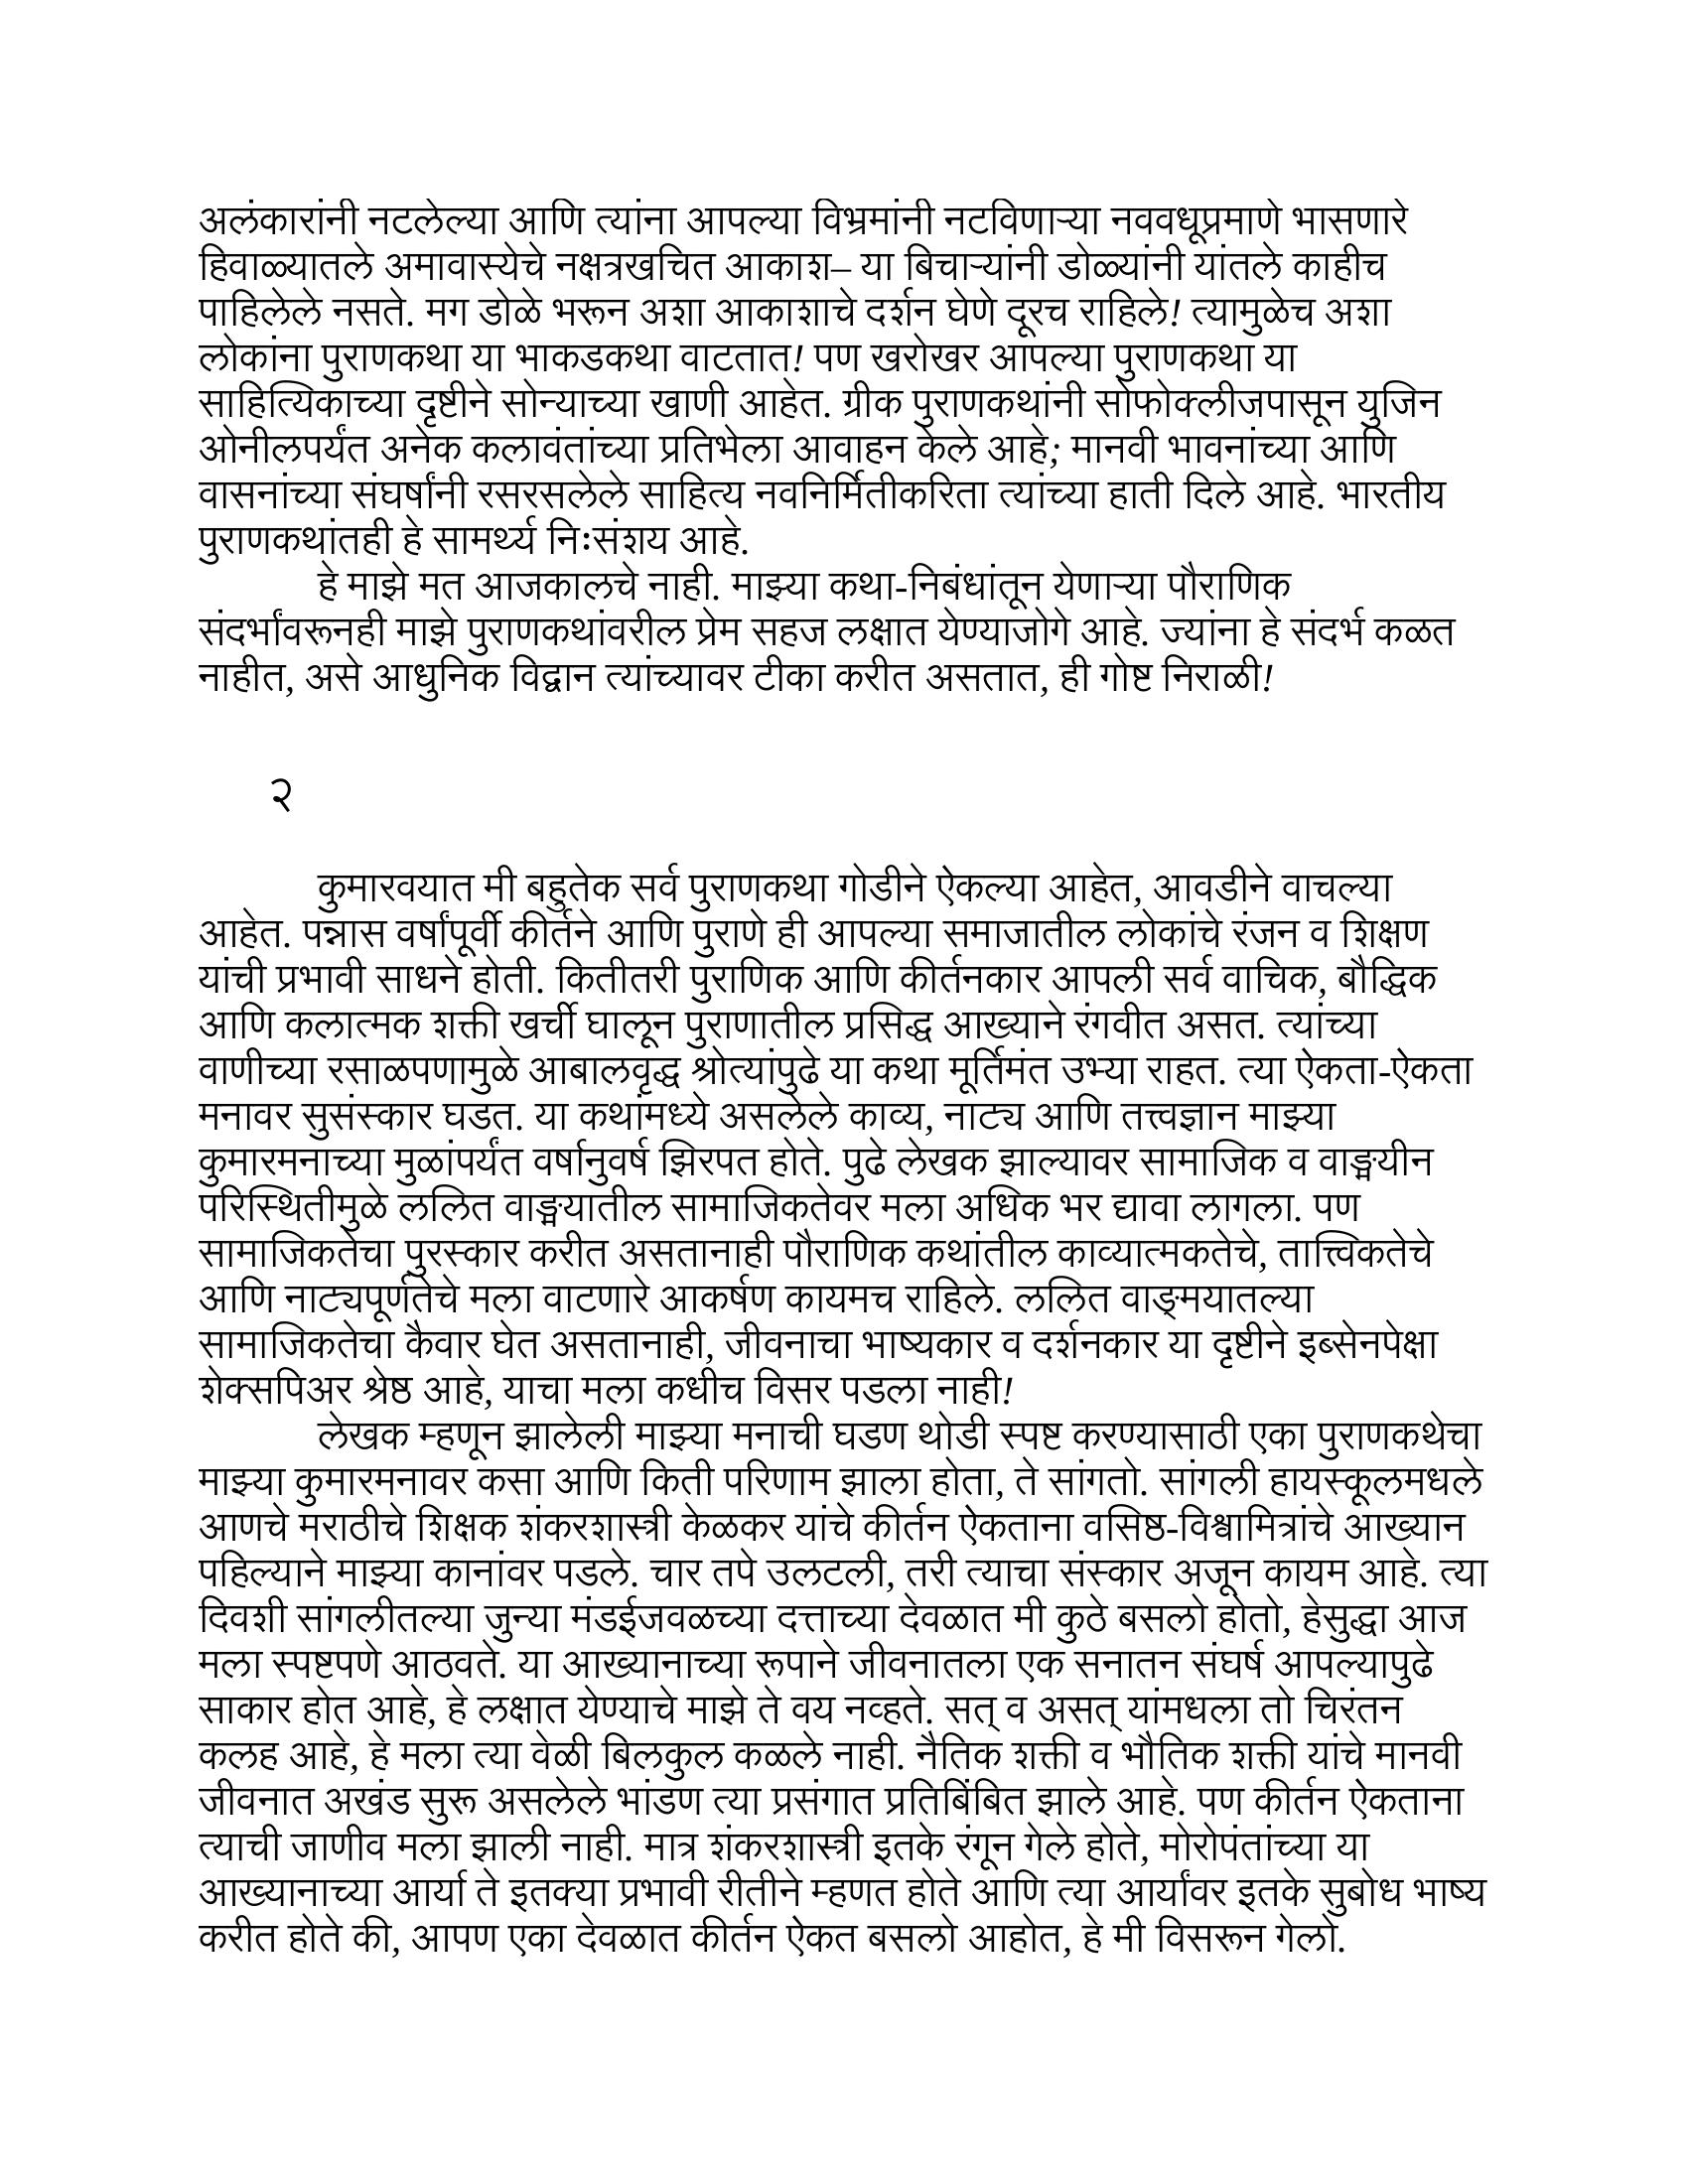 अलंकारांनी नटलेल्या आणि त्यांना आपल्या विभ्रमांनी नटविणाऱ्या नववधूप्रमाणे भासणारे
हिवाळ्यातले अमावास्येचे नक्षत्रखचित आकाश– या बिचाऱ्यांनी डोळ्यांनी यांतले काहीच
पाहिलेले नसते. मग डोळे भरून अशा आकाशाचे दर्शन घेणे दूरच राहिले! त्यामुळेच अशा
लोकांना पुराणकथा या भाकडकथा वाटतात! पण खरोखर आपल्या पुराणकथा या
साहित्यिकाच्या दृष्टीने सोन्याच्या खाणी आहेत. ग्रीक पुराणकथांनी सोफोक्लीजपासून युजिन
ओनीलपर्यंत अनेक कलावंतांच्या प्रतिभेला आवाहन केले आहे; मानवी भावनांच्या आणि
वासनांच्या संघर्षांनी रसरसलेले साहित्य नवनिर्मितीकरिता त्यांच्या हाती दिले आहे. भारतीय
पुराणकथांतही हे सामर्थ्य निःसंशय आहे.
हे माझे मत आजकालचे नाही. माझ्या कथा-निबंधांतून येणाऱ्या पौराणिक
संदर्भांवरूनही माझे पुराणकथांवरील प्रेम सहज लक्षात येण्याजोगे आहे. ज्यांना हे संदर्भ कळत
नाहीत, असे आधुनिक विद्वान त्यांच्यावर टीका करीत असतात, ही गोष्ट निराळी!
२
कुमारवयात मी बहुतेक सर्व पुराणकथा गोडीने ऐकल्या आहेत, आवडीने वाचल्या
आहेत. पन्नास वर्षांपूर्वी कीर्तने आणि पुराणे ही आपल्या समाजातील लोकांचे रंजन व शिक्षण
यांची प्रभावी साधने होती. कितीतरी पुराणिक आणि कीर्तनकार आपली सर्व वाचिक, बौद्धिक
आणि कलात्मक शक्ती खर्ची घालून पुराणातील प्रसिद्ध आख्याने रंगवीत असत. त्यांच्या
वाणीच्या रसाळपणामुळे आबालवृद्ध श्रोत्यांपुढे या कथा मूर्तिमंत उभ्या राहत. त्या ऐकता-ऐकता
मनावर सुसंस्कार घडत. या कथांमध्ये असलेले काव्य, नाट्य आणि तत्त्वज्ञान माझ्या
कुमारमनाच्या मुळांपर्यंत वर्षानुवर्ष झिरपत होते. पुढे लेखक झाल्यावर सामाजिक व वाङ्मयीन
परिस्थितीमुळे ललित वाङ्मयातील सामाजिकतेवर मला अधिक भर द्यावा लागला. पण
सामाजिकतेचा पुरस्कार करीत असतानाही पौराणिक कथांतील काव्यात्मकतेचे, तात्त्विकतेचे
आणि नाट्यपूर्णतेचे मला वाटणारे आकर्षण कायमच राहिले. ललित वाङ्‌मयातल्या
सामाजिकतेचा कैवार घेत असतानाही, जीवनाचा भाष्यकार व दर्शनकार या दृष्टीने इब्सेनपेक्षा
शेक्सपिअर श्रेष्ठ आहे, याचा मला कधीच विसर पडला नाही!
लेखक म्हणून झालेली माझ्या मनाची घडण थोडी स्पष्ट करण्यासाठी एका पुराणकथेचा
माझ्या कुमारमनावर कसा आणि किती परिणाम झाला होता, ते सांगतो. सांगली हायस्कूलमधले
आणचे मराठीचे शिक्षक शंकरशास्त्री केळकर यांचे कीर्तन ऐकताना वसिष्ठ-विश्वामित्रांचे आख्यान
पहिल्याने माझ्या कानांवर पडले. चार तपे उलटली, तरी त्याचा संस्कार अजून कायम आहे. त्या
दिवशी सांगलीतल्या जुन्या मंडईजवळच्या दत्ताच्या देवळात मी कुठे बसलो होतो, हेसुद्धा आज
मला स्पष्टपणे आठवते. या आख्यानाच्या रूपाने जीवनातला एक सनातन संघर्ष आपल्यापुढे
साकार होत आहे, हे लक्षात येण्याचे माझे ते वय नव्हते. सत् व असत् यांमधला तो चिरंतन
कलह आहे, हे मला त्या वेळी बिलकुल कळले नाही. नैतिक शक्ती व भौतिक शक्ती यांचे मानवी
जीवनात अखंड सुरू असलेले भांडण त्या प्रसंगात प्रतिबिंबित झाले आहे. पण कीर्तन ऐकताना
त्याची जाणीव मला झाली नाही. मात्र शंकरशास्त्री इतके रंगून गेले होते, मोरोपंतांच्या या
आख्यानाच्या आर्या ते इतक्या प्रभावी रीतीने म्हणत होते आणि त्या आर्यांवर इतके सुबोध भाष्य
करीत होते की, आपण एका देवळात कीर्तन ऐकत बसलो आहोत, हे मी विसरून गेलो.